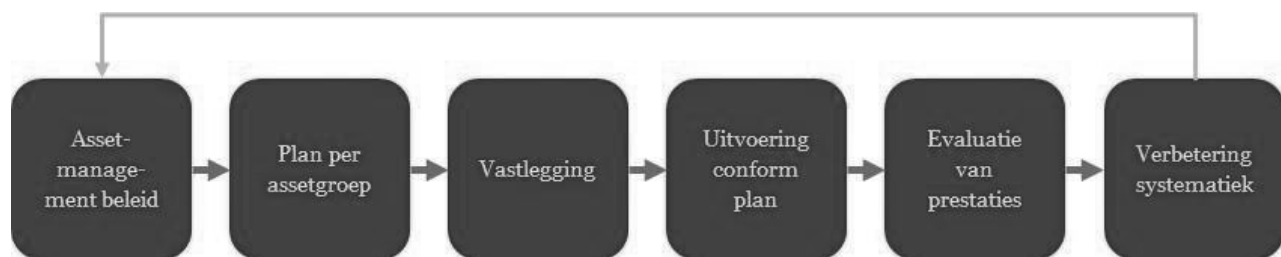 Asset-
manage-
ment beleid
Plan per
assetgroep
Vastlegging
Uitvoering
conform
plan
Evaluatie
van
prestaties
Verbetering
systematiek